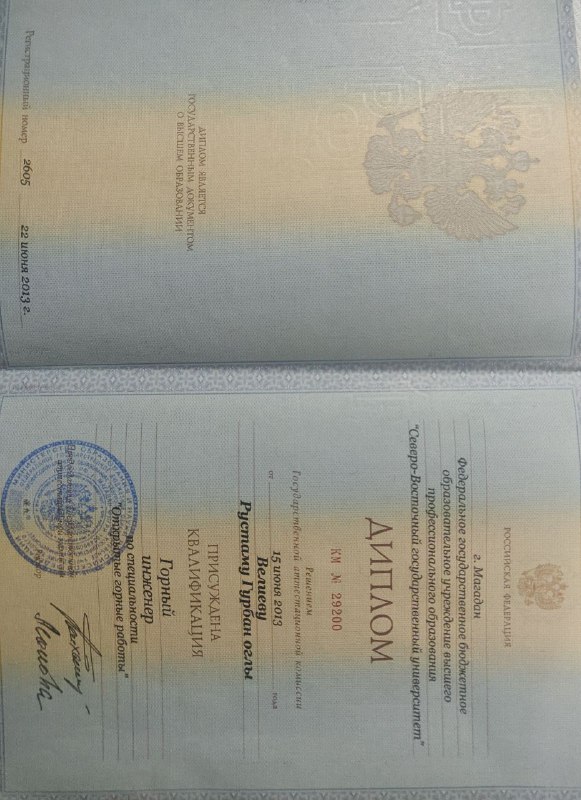 ДИПЛОМ ЯВЛЯЕТСЯ
ГОСУДАРСТВЕННЫМ ДОКУМЕНТОМ
О ВЫСШЕМ ОБРАЗОВАНИИ
Регистрационный номер 2605 22 июня 2013 г.
РОССИЙСКАЯ ФЕДЕРАЦИЯ
г. Магадан
Федеральное государственное бюджетное
образовательное учреждение высшего
профессионального образования
"Северо-Восточный государственный университет"
ДИПЛОМ
КМ № 29200
Решением
Государственной аттестационной комиссии
от 15 июня 2013 года
Велиеву
Рустаму Гурбан оглы
ПРИСУЖДЕНА
КВАЛИФИКАЦИЯ
Горный
инженер
по специальности
"Открытые горные работы"